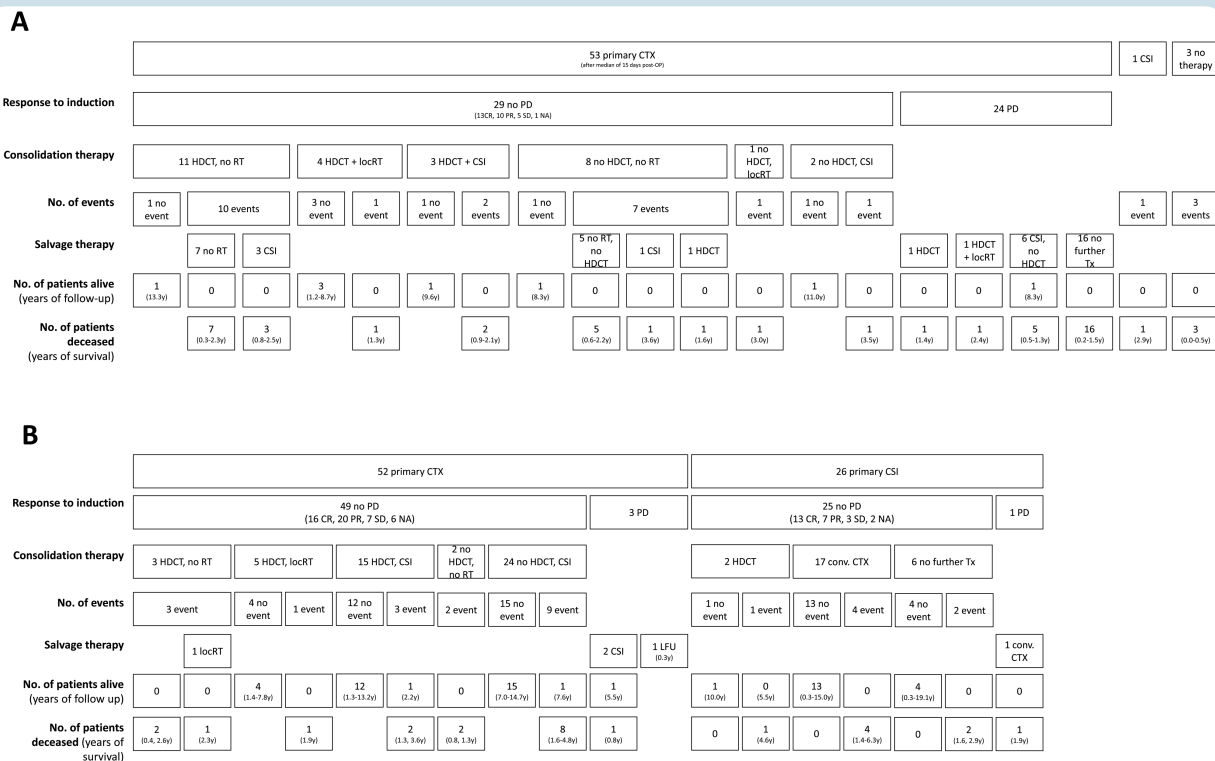 A
53 primary CTX
(after median of 15 days post-OP)
1 CSI
3 no
therapy
Response to induction
29 no PD
(13CR, 10 PR, 5 SD, 1 NA)
24 PD
Consolidation therapy
11 HDCT, no RT
4 HDCT + locRT
3 HDCT + CSI
8 no HDCT, no RT
1 no
HDCT,
locRT
2 no HDCT, CSI
No. of events
1 no
event
10 events
3 no
event
1
event
1 no
event
2
events
1 no
event
7 events
1
event
1 no
event
1
event
1
event
3
events
Salvage therapy
7 no RT
3 CSI
5 no RT,
no
HDCT
1 CSI
1 HDCT
1 HDCT
1 HDCT
+ locRT
6 CSI,
no
HDCT
16 no
further
Tx
No. of patients alive
(years of follow-up)
1
(13.3y)
0
0
3
(1.2-8.7y)
0
1
(9.6y)
0
1
(8.3y)
0
0
0
0
1
(11.0y)
0
0
0
1
(8.3y)
0
0
0
No. of patients
deceased
(years of survival)
7
(0.3-2.3y)
3
(0.8-2.5y)
1
(1.3y)
2
(0.9-2.1y)
5
(0.6-2.2y)
1
(3.6y)
1
(1.6y)
1
(3.0y)
1
(3.5y)
1
(1.4y)
1
(2.4y)
5
(0.5-1.3y)
16
(0.2-1.5y)
1
(2.9y)
3
(0.0-0.5y)
B
52 primary CTX
26 primary CSI
Response to induction
49 no PD
(16 CR, 20 PR, 7 SD, 6 NA)
3 PD
25 no PD
(13 CR, 7 PR, 3 SD, 2 NA)
1 PD
Consolidation therapy
3 HDCT, no RT
5 HDCT, locRT
15 HDCT, CSI
2 no
HDCT,
no RT
24 no HDCT, CSI
2 HDCT
17 conv. CTX
6 no further Tx
No. of events
3 event
4 no
event
1 event
12 no
event
3 event
2 event
15 no
event
9 event
1 no
event
1 event
13 no
event
4 event
4 no
event
2 event
Salvage therapy
1 locRT
2 CSI
1 LFU
(0.3y)
1 conv.
CTX
No. of patients alive
(years of follow up)
0
0
4
(1.4-7.8y)
0
12
(1.3-13.2y)
1
(2.2y)
0
15
(7.0-14.7y)
1
(7.6y)
1
(5.5y)
1
(10.0y)
0
(5.5y)
13
(0.3-15.0y)
0
4
(0.3-19.1y)
0
0
No. of patients
deceased (years of
survival)
2
(0.4, 2.6y)
1
(2.3y)
1
(1.9y)
2
(1.3, 3.6y)
2
(0.8, 1.3y)
8
(1.6-4.8y)
1
(0.8y)
0
1
(4.6y)
0
4
(1.4-6.3y)
0
2
(1.6, 2.9y)
1
(1.9y)